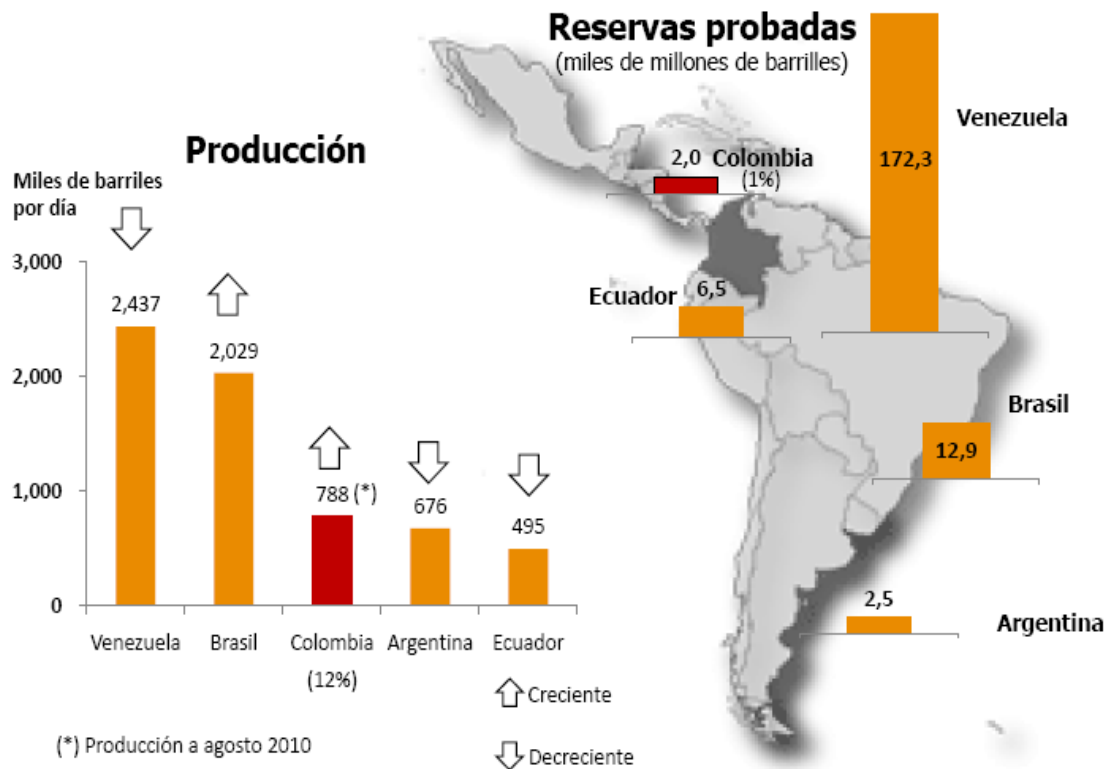 Reservas probadas
(miles de millones de barrilles)
Venezuela
172,3
2,0
Colombia
(1%)
Ecuador
6,5
Brasil
12,9
2,5
Argentina
Producción
Miles de barriles
por día
3,000
2,000
1,000
0
2,437
2,029
788 (*)
676
495
Venezuela
Brasil
Colombia
Argentina
Ecuador
(12%)
Creciente
Decreciente
(*) Producción a agosto 2010